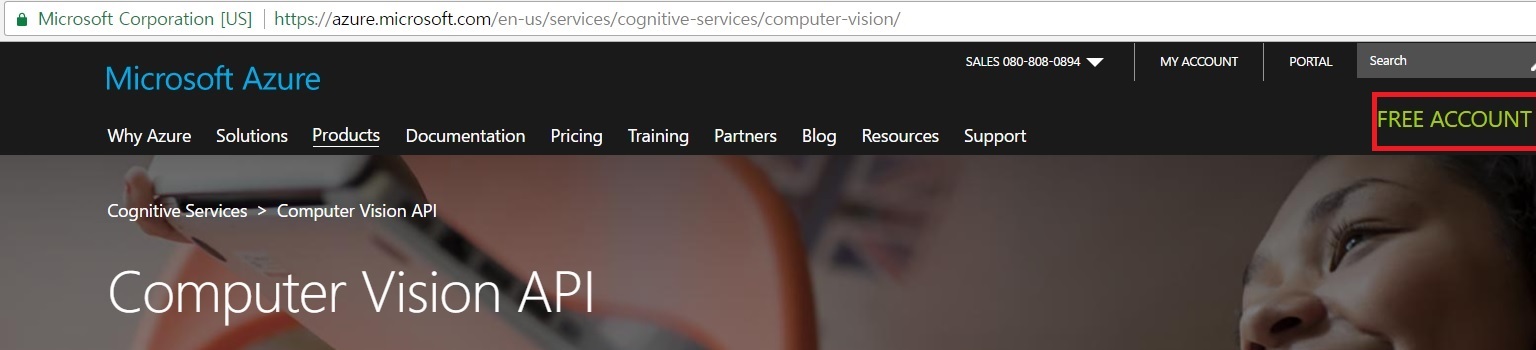 Microsoft Corporation [US] https://azure.microsoft.com/en-us/services/cognitive-services/computer-vision/
SALES 080-808-0894 MY ACCOUNT PORTAL Search
Microsoft Azure
FREE ACCOUNT
Why Azure Solutions Products Documentation Pricing Training Partners Blog Resources Support
Cognitive Services > Computer Vision API
Computer Vision API